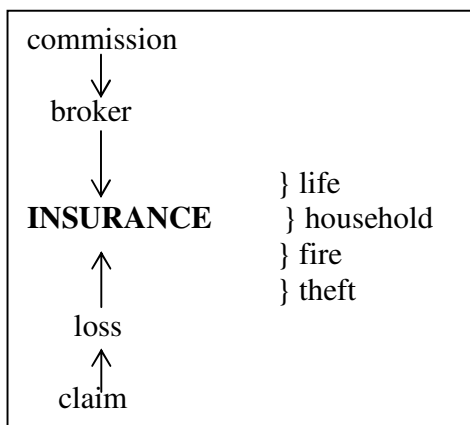 commission
broker
} life
INSURANCE } household
} fire
} theft
loss
claim